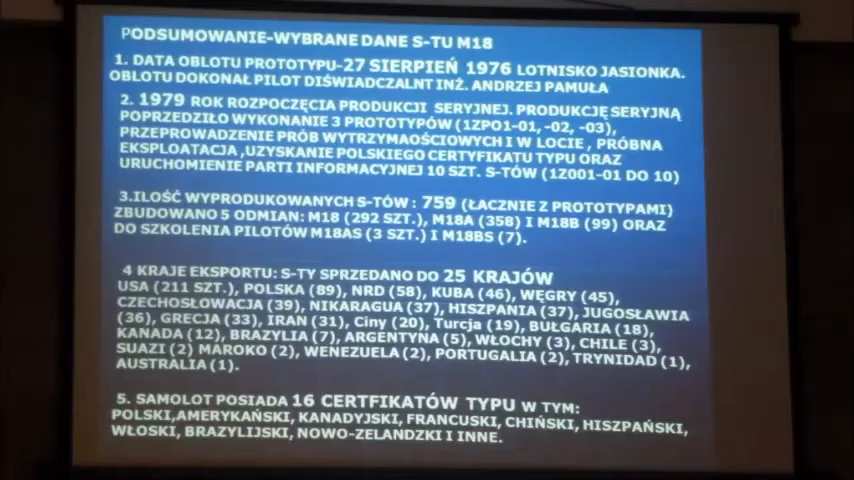 PODSUMOWANIE-WYBRANE DANE S-TU M18
1. DATA OBLOTU PROTOTYPU-27 SIERPIEŃ 1976 LOTNISKO JASIONKA.
OBLOTU DOKONAŁ PILOT DIŚWIADCZALNT INŻ. ANDRZEJ PAMUŁA
2. 1979 ROK ROZPOCZĘCIA PRODUKCJI SERYJNEJ. PRODUKCJĘ SERYJNĄ
POPRZEDZIŁO WYKONANIE 3 PROTOTYPÓW (1ZPO1-01, -02, -03),
PRZEPROWADZENIE PRÓB WYTRZYMAOŚCIOWYCH I W LOCIE , PRÓBNA
EKSPLOATACJA ,UZYSKANIE POLSKIEGO CERTYFIKATU TYPU ORAZ
URUCHOMIENIE PARTI INFORMACYJNEJ 10 SZT. S-TÓW (1Z001-01 DO 10)
3.ILOŚĆ WYPRODUKOWANYCH S-TÓW : 759 (ŁACZNIE Z PROTOTYPAMI)
ZBUDOWANO 5 ODMIAN: M18 (292 SZT.), M18A (358) I M18B (99) ORAZ
DO SZKOLENIA PILOTÓW M18AS (3 SZT.) I M18BS (7).
4 KRAJE EKSPORTU: S-TY SPRZEDANO DO 25 KRAJÓW
USA (211 SZT.), POLSKA (89), NRD (58), KUBA (46), WĘGRY (45),
CZECHOSŁOWACJA (39), NIKARAGUA (37), HISZPANIA (37), JUGOSŁAWIA
(36), GRECJA (33), IRAN (31), Ciny (20), Turcja (19), BUŁGARIA (18),
KANADA (12), BRAZYLIA (7), ARGENTYNA (5), WŁOCHY (3), CHILE (3),
SUAZI (2) MAROKO (2), WENEZUELA (2), PORTUGALIA (2), TRYNIDAD (1),
AUSTRALIA (1).
5. SAMOLOT POSIADA 16 CERTFIKATÓW TYPU W TYM:
POLSKI,AMERYKAŃSKI, KANADYJSKI, FRANCUSKI, CHIŃSKI, HISZPAŃSKI,
WŁOSKI, BRAZYLIJSKI, NOWO-ZELANDZKI I INNE.